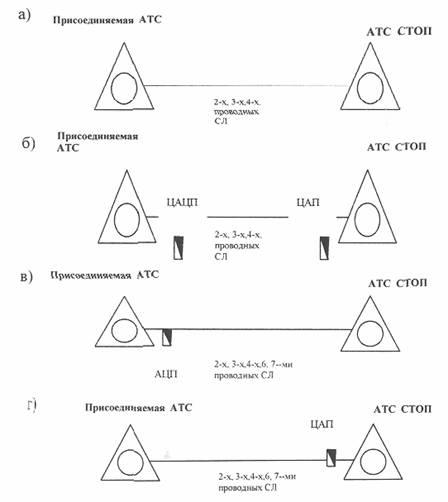 а)
Присоединяемая АТС
АТС СТОП
2-х, 3-х,4-х.
проводных
СЛ
б)
Присоединяемая
АТС
АТС СТОП
ЦАЦП
ЦАП
2-х, 3-х,4-х.
проводных
СЛ
в)
Присоединяемая АТС
АТС СТОП
АЦП
2-х, 3-х,4-х,6, 7--ми
проводных СЛ
г)
Присоединяемая АТС
АТС СТОП
ЦАП
2-х, 3-х,4-х,6, 7--ми
проводных СЛ